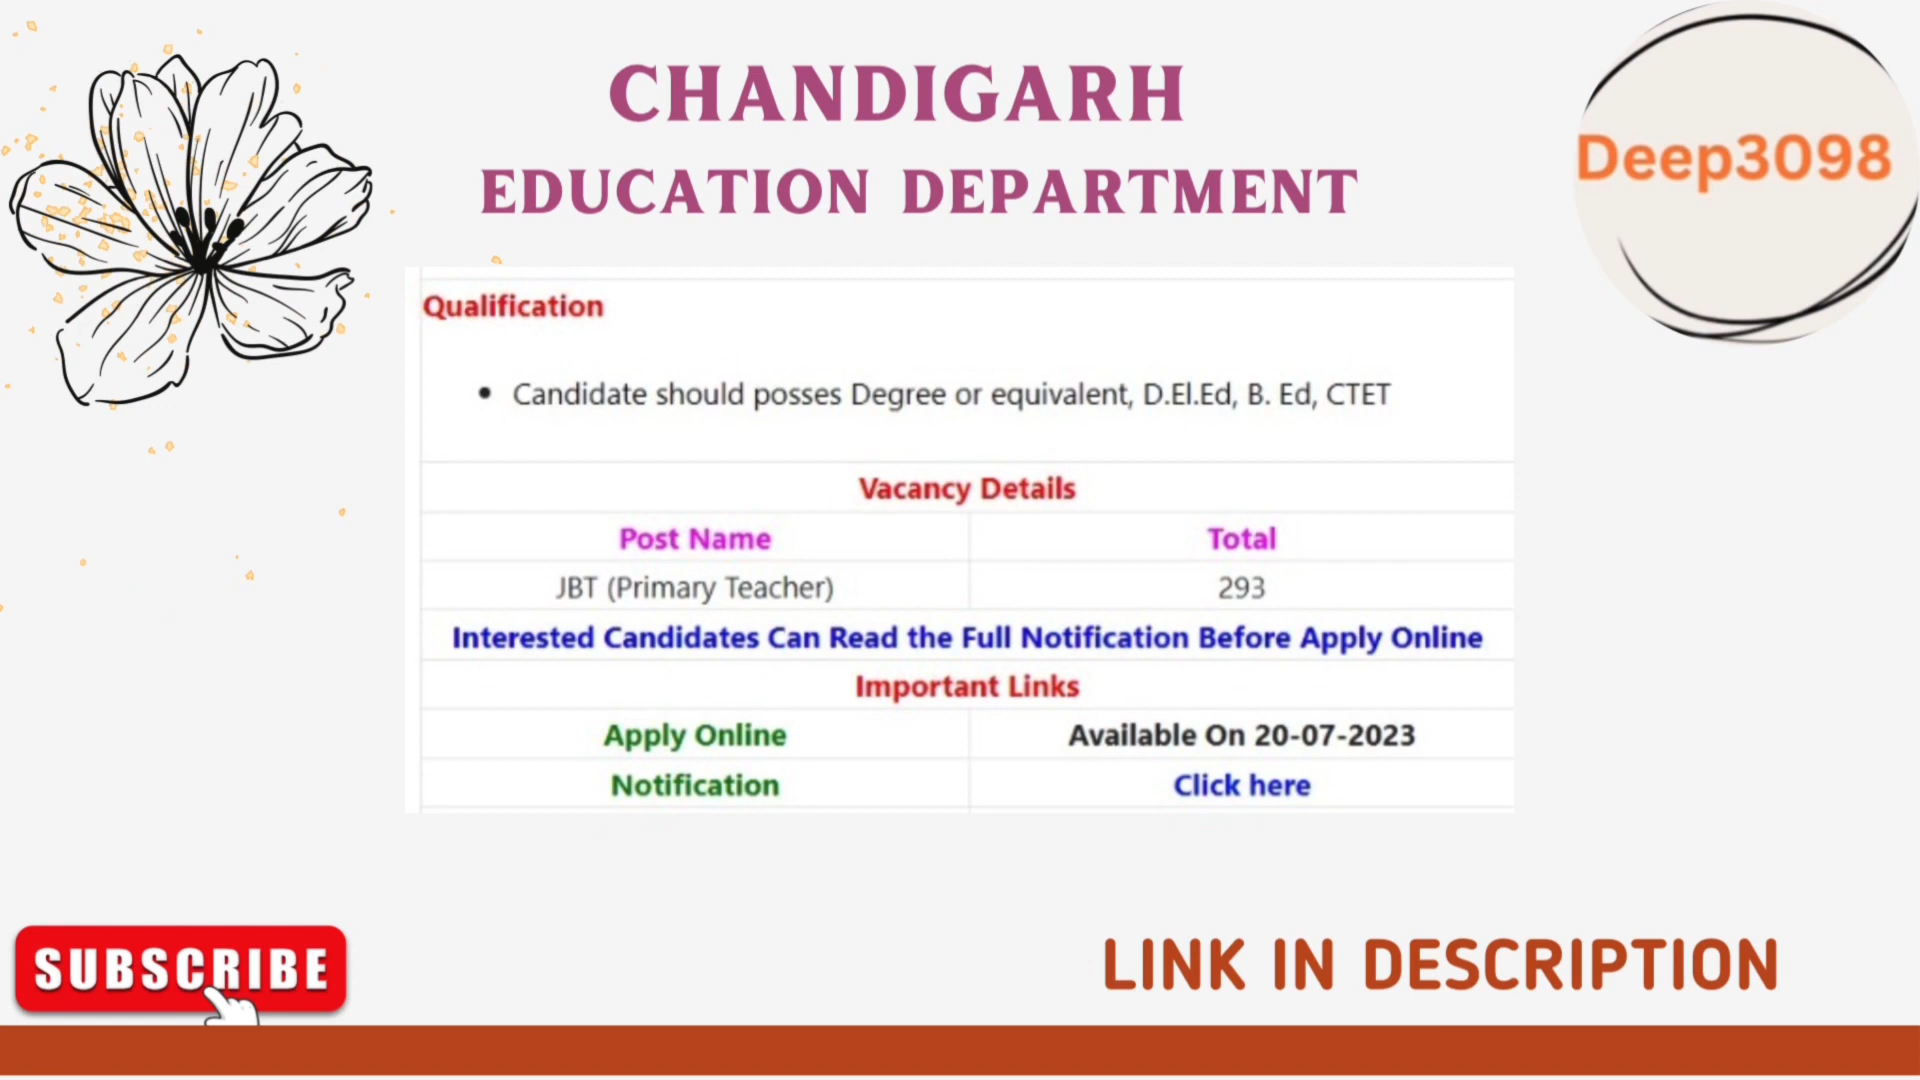 CHANDIGARH
EDUCATION DEPARTMENT
Deep3098
Qualification
• Candidate should posses Degree or equivalent, D.El.Ed, B. Ed, CTET
Vacancy Details
Post Name Total
JBT (Primary Teacher) 293
Interested Candidates Can Read the Full Notification Before Apply Online
Important Links
Apply Online Available On 20-07-2023
Notification Click here
SUBSCRIBE
LINK IN DESCRIPTION